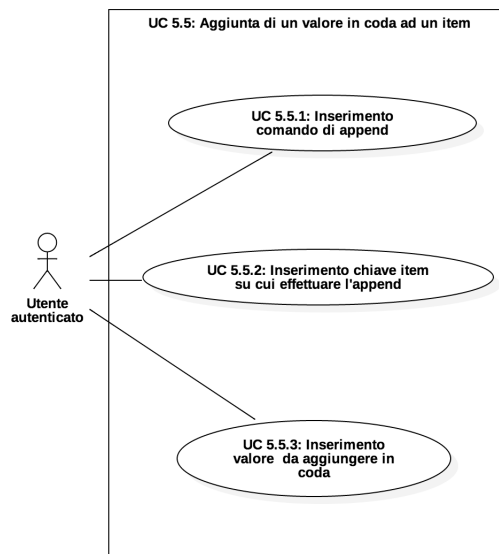 UC 5.5: Aggiunta di un valore in coda ad un item
UC 5.5.1: Inserimento
comando di append
UC 5.5.2: Inserimento chiave item
su cui effettuare l'append
Utente
autenticato
UC 5.5.3: Inserimento
valore  da aggiungere in
coda